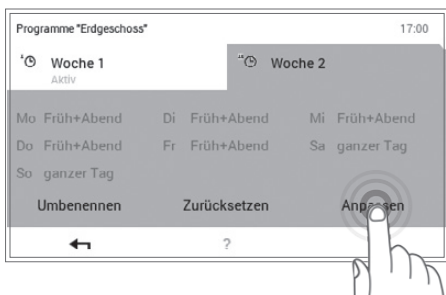 Programme "Erdgeschoss" 17:00
Woche 1 Woche 2
Aktiv
Mo Früh+Abend Di Früh+Abend Mi Früh+Abend
Do Früh+Abend Fr Früh+Abend Sa ganzer Tag
So ganzer Tag
Umbenennen Zurücksetzen Anpassen
?